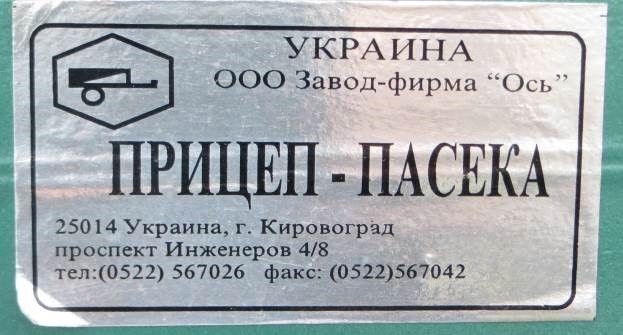 УКРАИНА
ООО Завод-фирма “Ось”
ПРИЦЕП - ПАСЕКА
25014 Украина, г. Кировоград
проспект Инженеров 4/8
тел:(0522) 567026 факс: (0522)567042